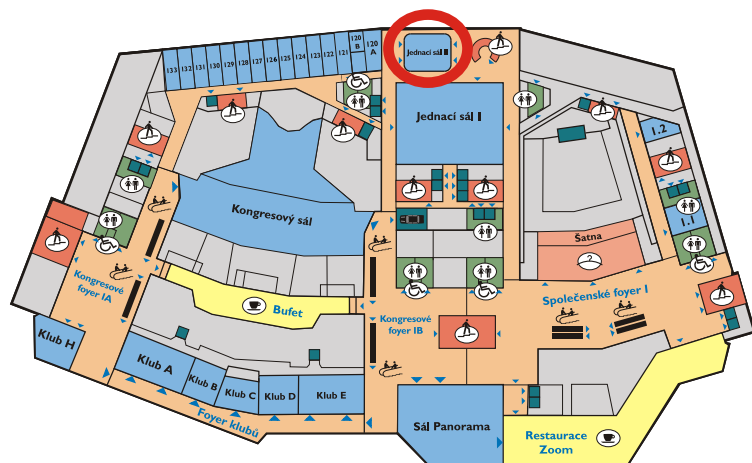 120
B
120
A
121
122
123
124
125
126
127
128
129
130
131
132
133
Jednací sál II
Jednací sál I
1.2
Kongresový sál
1.1
Šatna
2
Kongresové
foyer IA
Společenské foyer I
Bufet
Kongresové
foyer IB
Klub H
Klub A
Klub B
Klub C
Klub D
Klub E
Foyer klubů
Sál Panorama
Restaurace
Zoom